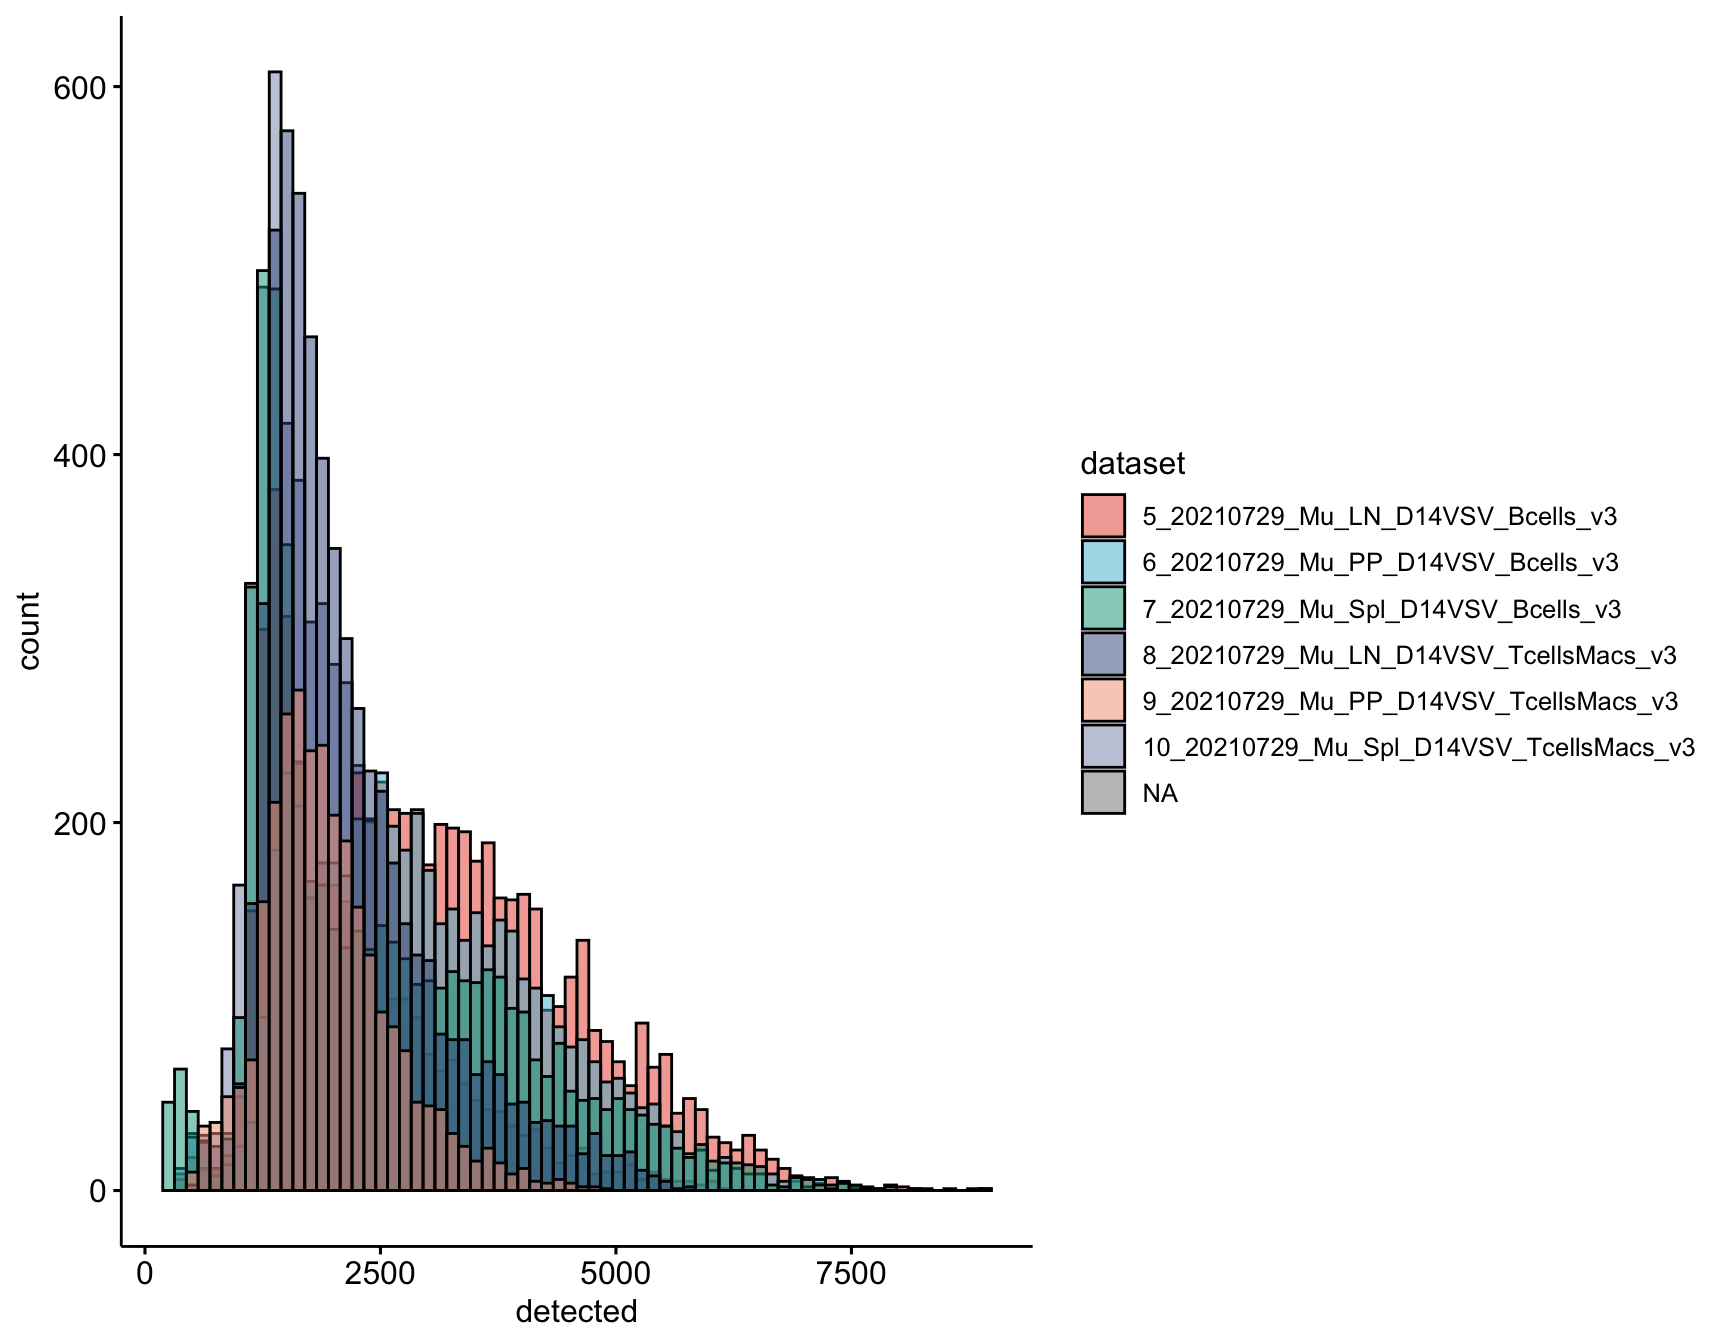 600
400
200
0
count
0
2500
5000
7500
detected
dataset
5_20210729_Mu_LN_D14VSV_Bcells_v3
6_20210729_Mu_PP_D14VSV_Bcells_v3
7_20210729_Mu_Spl_D14VSV_Bcells_v3
8_20210729_Mu_LN_D14VSV_TcellsMacs_v3
9_20210729_Mu_PP_D14VSV_TcellsMacs_v3
10_20210729_Mu_Spl_D14VSV_TcellsMacs_v3
NA